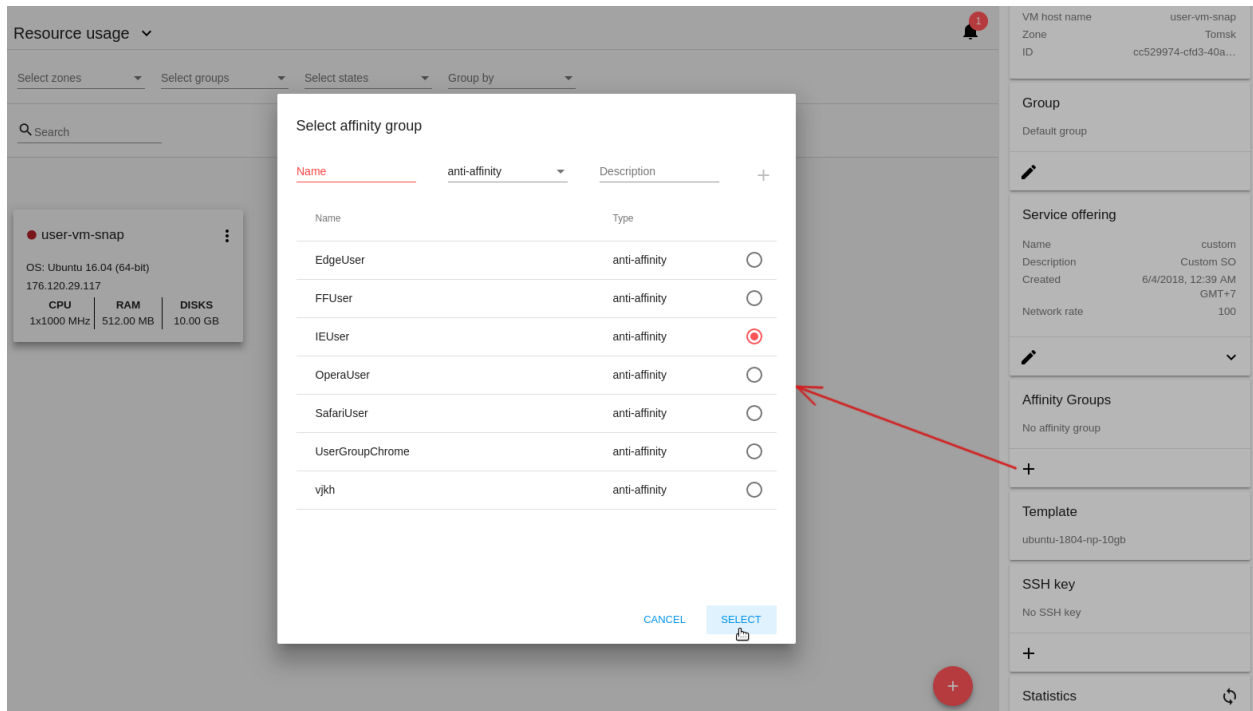 Resource usage
1
Select zones
Select groups
Select states
Group by
Search
user-vm-snap
OS: Ubuntu 16.04 (64-bit)
176.120.29.117
CPU RAM DISKS
1x1000 MHz 512.00 MB 10.00 GB
Select affinity group
Name anti-affinity Description
Name Type
EdgeUser anti-affinity
FFUser anti-affinity
IEUser anti-affinity
OperaUser anti-affinity
SafariUser anti-affinity
UserGroupChrome anti-affinity
vjkh anti-affinity
CANCEL SELECT
VM host name user-vm-snap
Zone Tomsk
ID cc529974-cfd3-40a…
Group
Default group
Service offering
Name custom
Description Custom SO
Created 6/4/2018, 12:39 AM
GMT+7
Network rate 100
Affinity Groups
No affinity group
Template
ubuntu-1804-np-10gb
SSH key
No SSH key
Statistics